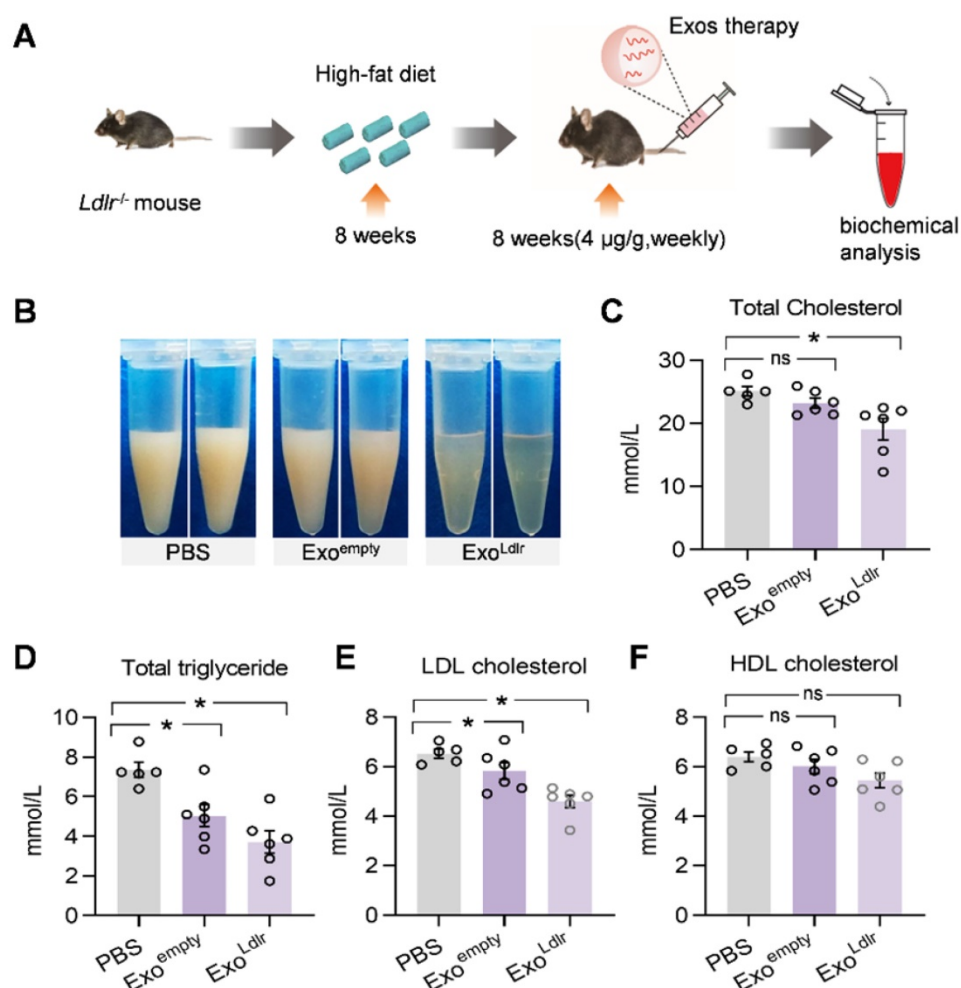 A
Exos therapy
High-fat diet
Ldlr-/- mouse
8 weeks
8 weeks(4 µg/g,weekly)
biochemical
analysis
B
PBS
Exoempty
ExoLdlr
C
Total Cholesterol
*
ns
30
20
10
0
mmol/L
PBS
Exoempty
ExoLdlr
D
Total triglyceride
*
*
10
8
6
4
2
0
mmol/L
PBS
Exoempty
ExoLdlr
E
LDL cholesterol
*
*
8
6
4
2
0
mmol/L
PBS
Exoempty
ExoLdlr
F
HDL cholesterol
ns
ns
8
6
4
2
0
mmol/L
PBS
Exoempty
ExoLdlr